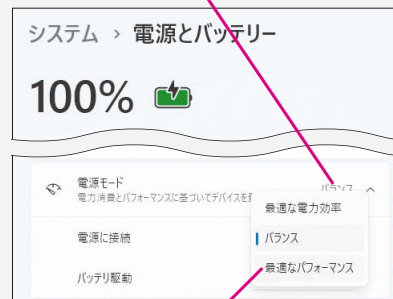 システム > 電源とバッテリー
100%
電源モード
電力消費とパフォーマンスに基づいてデバイスを
バランス
最適な電力効率
電源に接続
バランス
最適なパフォーマンス
バッテリ駆動